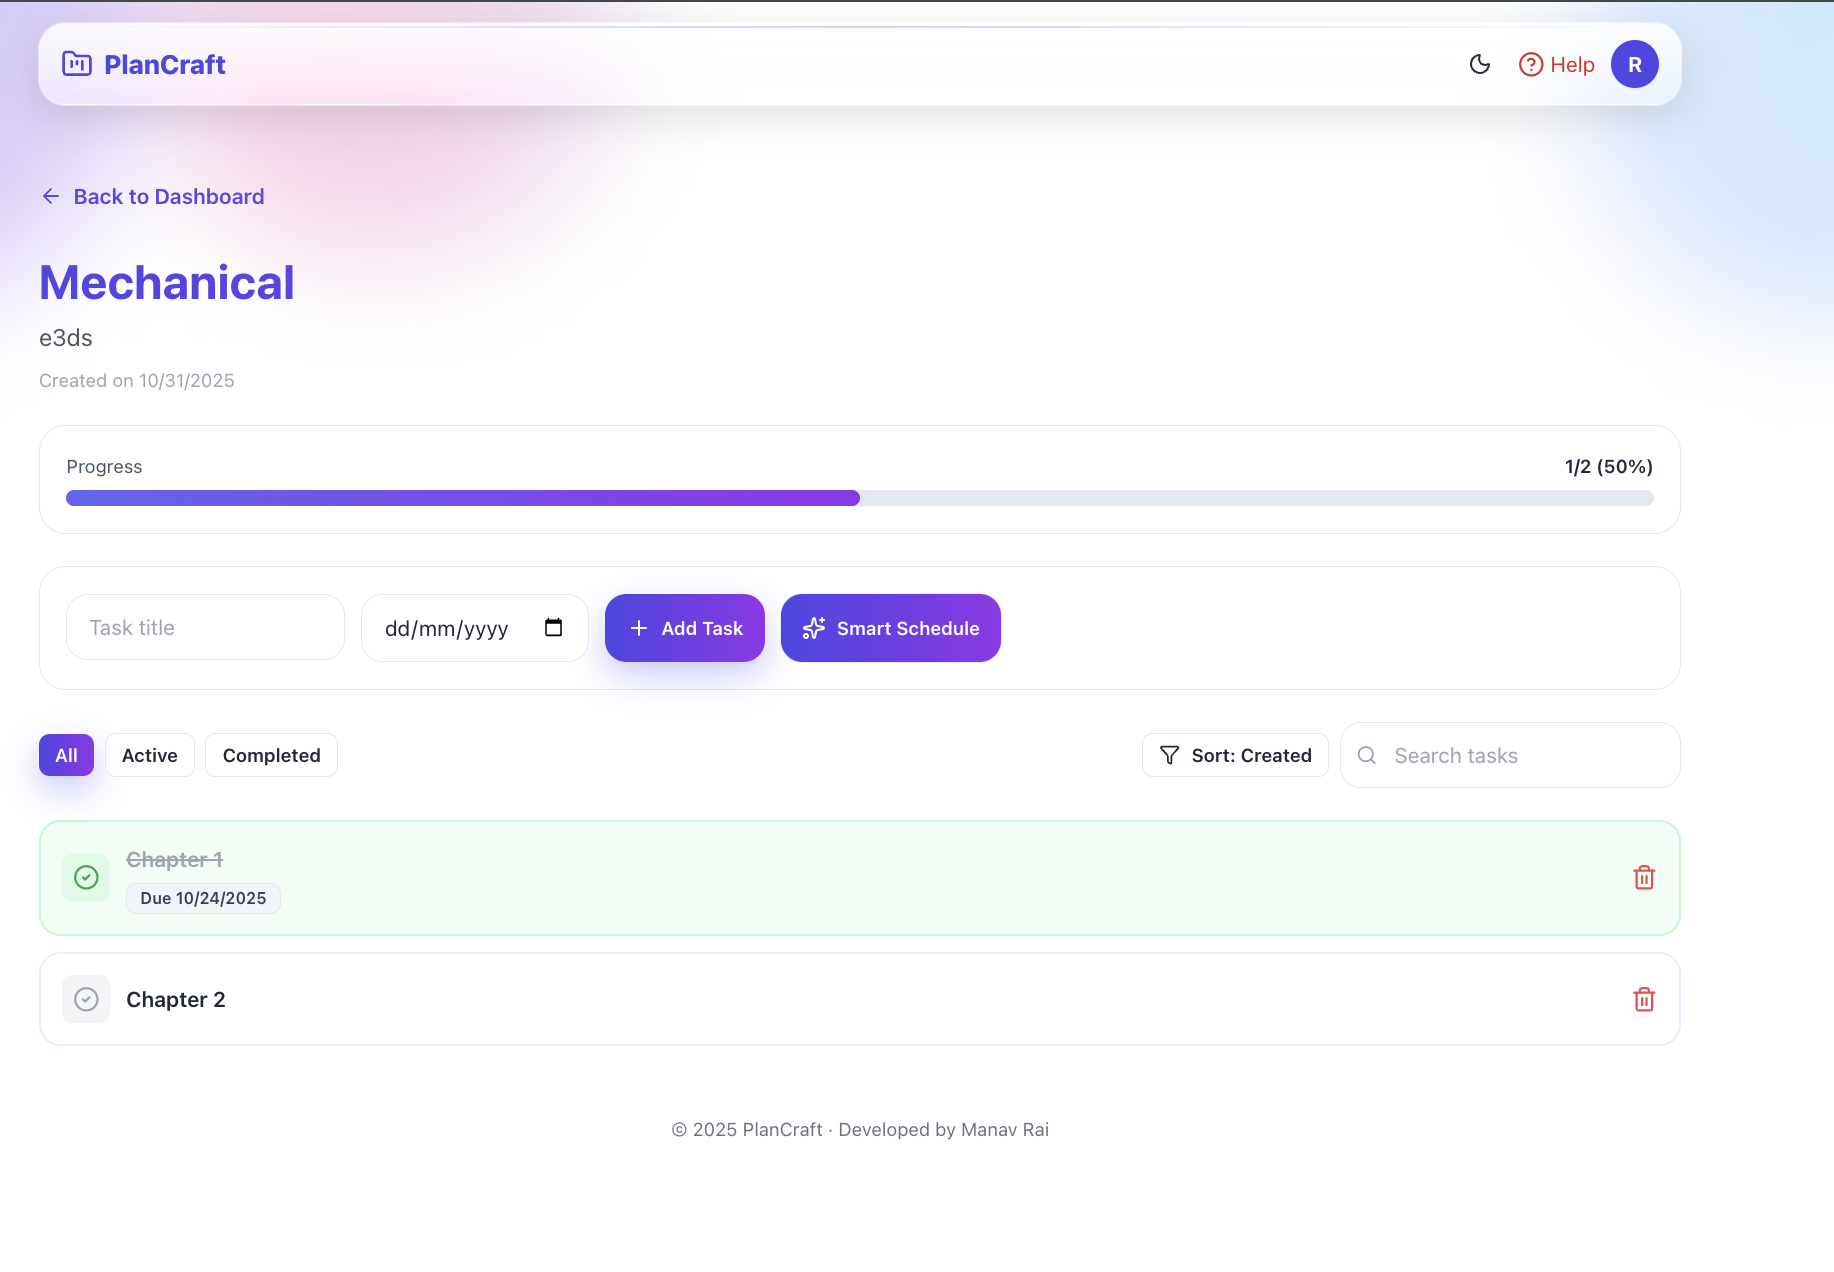 PlanCraft
Help
R
Back to Dashboard
Mechanical
e3ds
Created on 10/31/2025
Progress
1/2 (50%)
Task title
dd/mm/yyyy
Add Task
Smart Schedule
All
Active
Completed
Sort: Created
Search tasks
Chapter 1
Due 10/24/2025
Chapter 2
© 2025 PlanCraft · Developed by Manav Rai